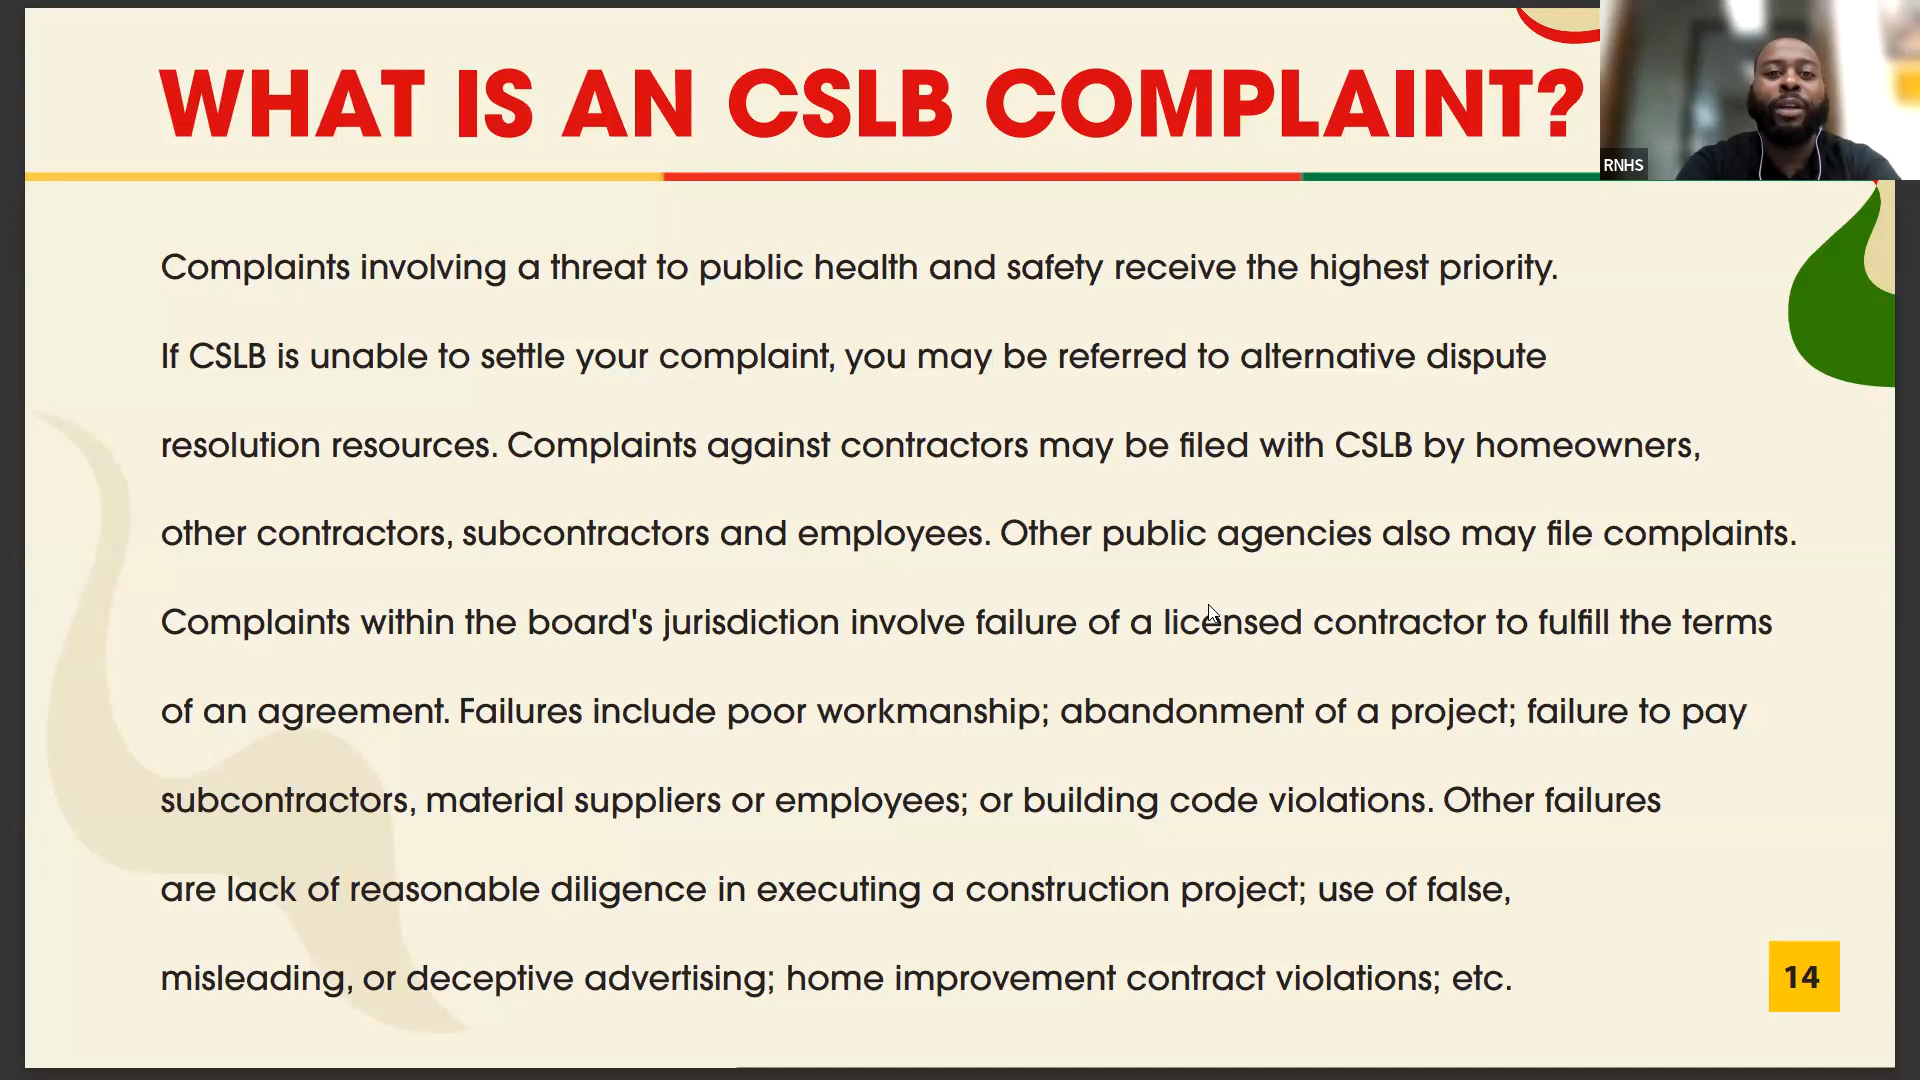 WHAT IS AN CSLB COMPLAINT?
RNHS
Complaints involving a threat to public health and safety receive the highest priority.
If CSLB is unable to settle your complaint, you may be referred to alternative dispute
resolution resources. Complaints against contractors may be filed with CSLB by homeowners,
other contractors, subcontractors and employees. Other public agencies also may file complaints.
Complaints within the board's jurisdiction involve failure of a licensed contractor to fulfill the terms
of an agreement. Failures include poor workmanship; abandonment of a project; failure to pay
subcontractors, material suppliers or employees; or building code violations. Other failures
are lack of reasonable diligence in executing a construction project; use of false,
misleading, or deceptive advertising; home improvement contract violations; etc.
14